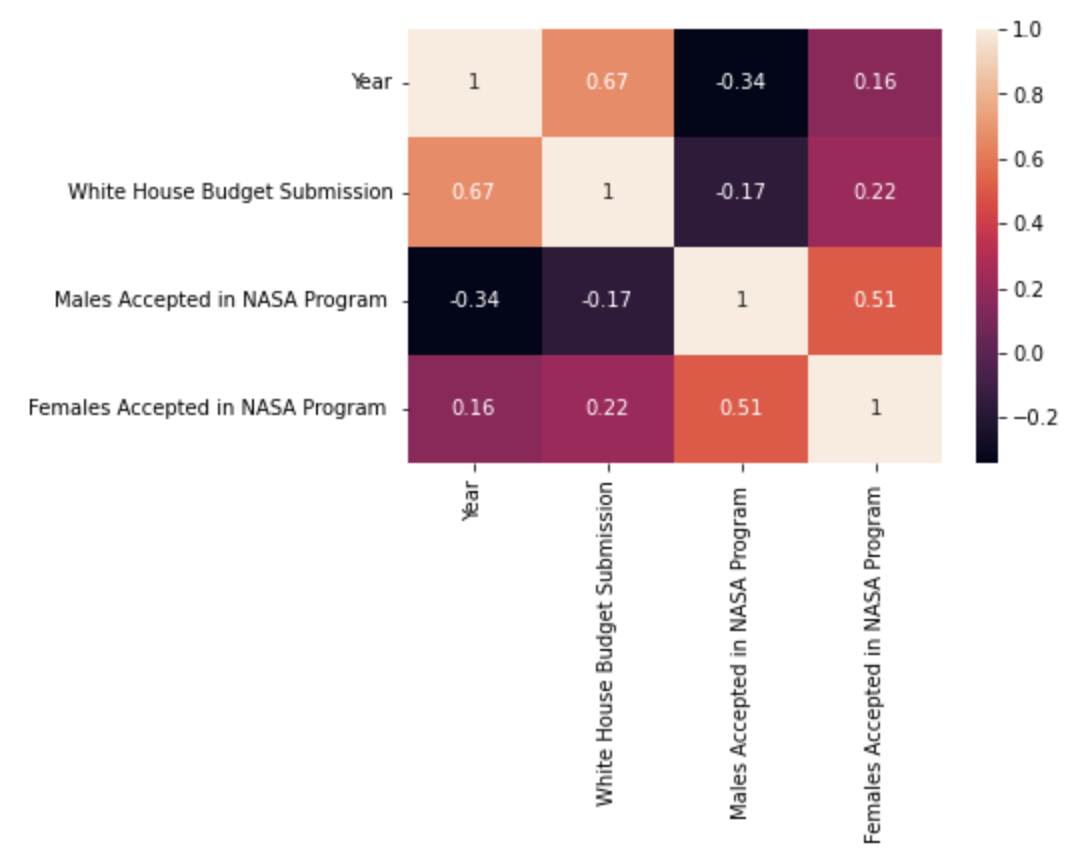 1.0
Year 1 0.67 -0.34 0.16
0.8
0.6
White House Budget Submission 0.67 1 -0.17 0.22
0.4
Males Accepted in NASA Program -0.34 -0.17 1 0.51
0.2
0.0
Females Accepted in NASA Program 0.16 0.22 0.51 1
−0.2
Year
White House Budget Submission
Males Accepted in NASA Program
Females Accepted in NASA Program